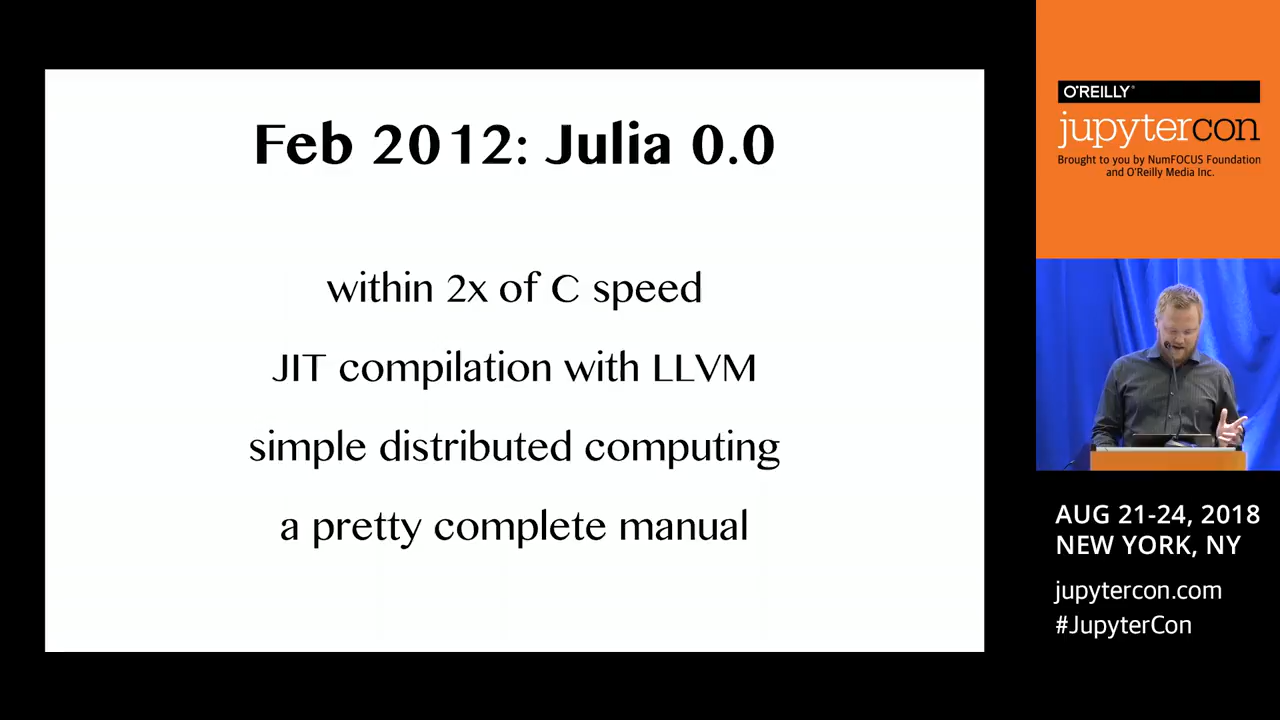 Feb 2012: Julia 0.0
within 2x of C speed
JIT compilation with LLVM
simple distributed computing
a pretty complete manual
O'REILLY®
jupytercon
Brought to you by NumFOCUS Foundation
and O'Reilly Media Inc.
AUG 21-24, 2018
NEW YORK, NY
jupytercon.com
#JupyterCon